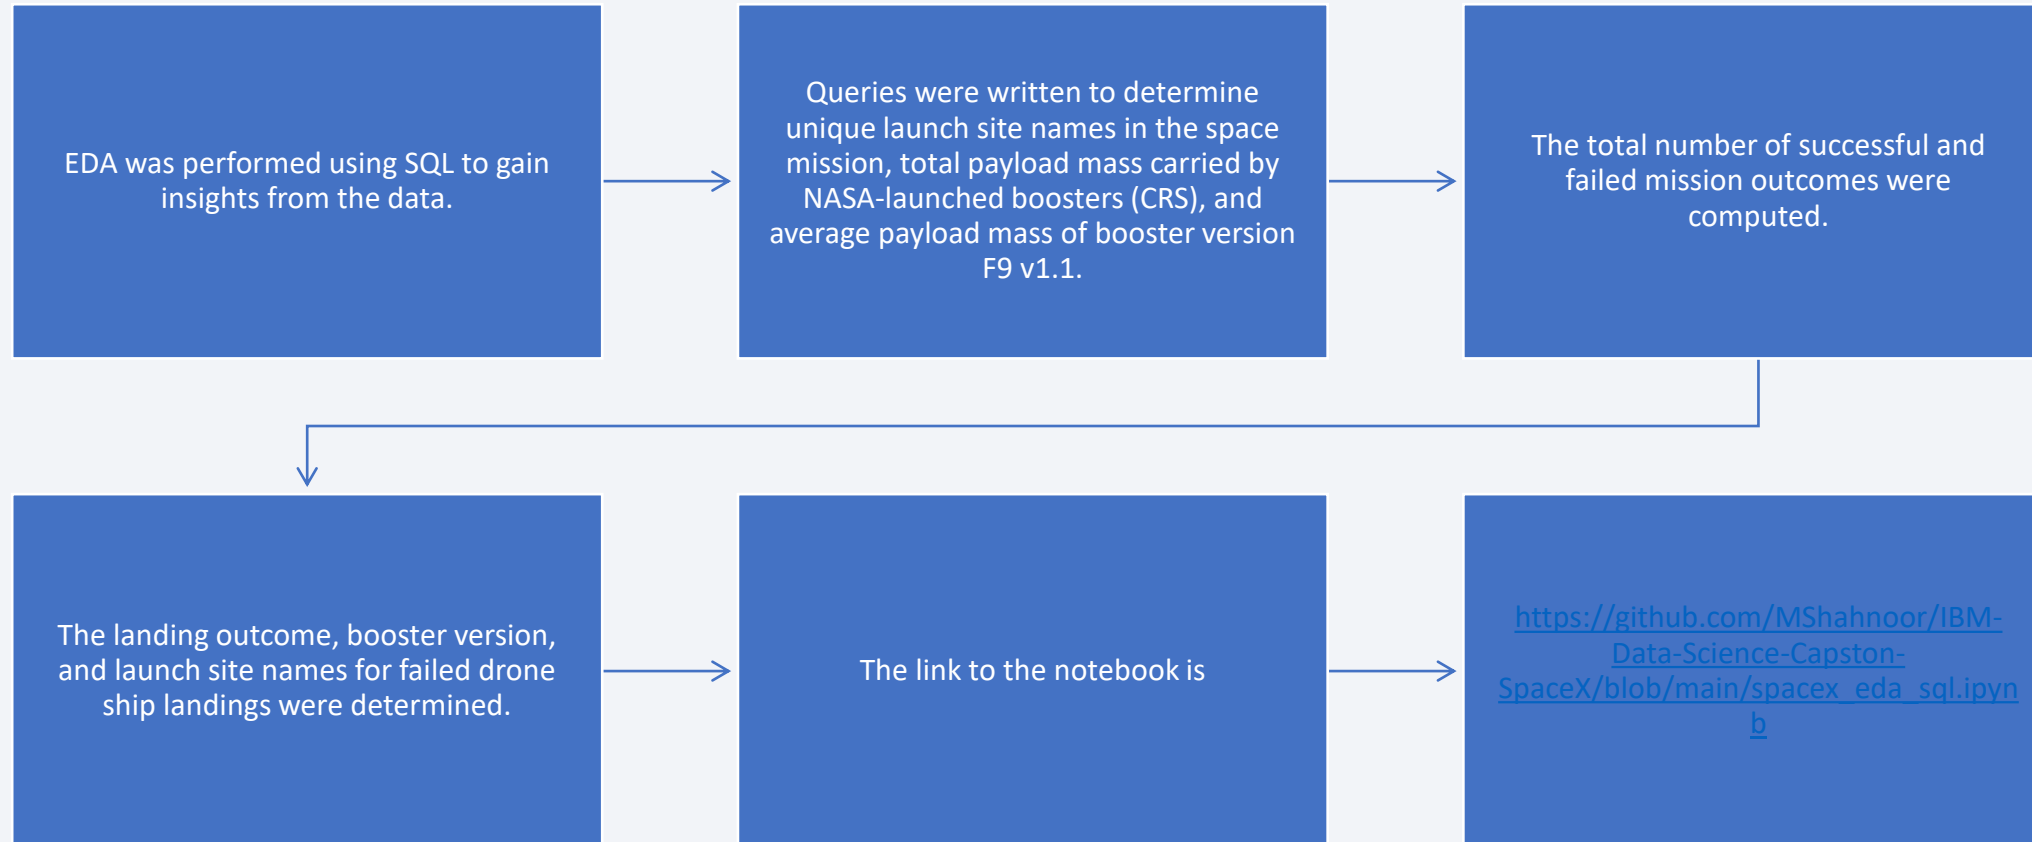 EDA was performed using SQL to gain
insights from the data.
Queries were written to determine
unique launch site names in the space
mission, total payload mass carried by
NASA-launched boosters (CRS), and
average payload mass of booster version
F9 v1.1.
The total number of successful and
failed mission outcomes were
computed.
The landing outcome, booster version,
and launch site names for failed drone
ship landings were determined.
The link to the notebook is
https://github.com/MShahnoor/IBM-
Data-Science-Capston-
SpaceX/blob/main/spacex_eda_sql.ipyn
b